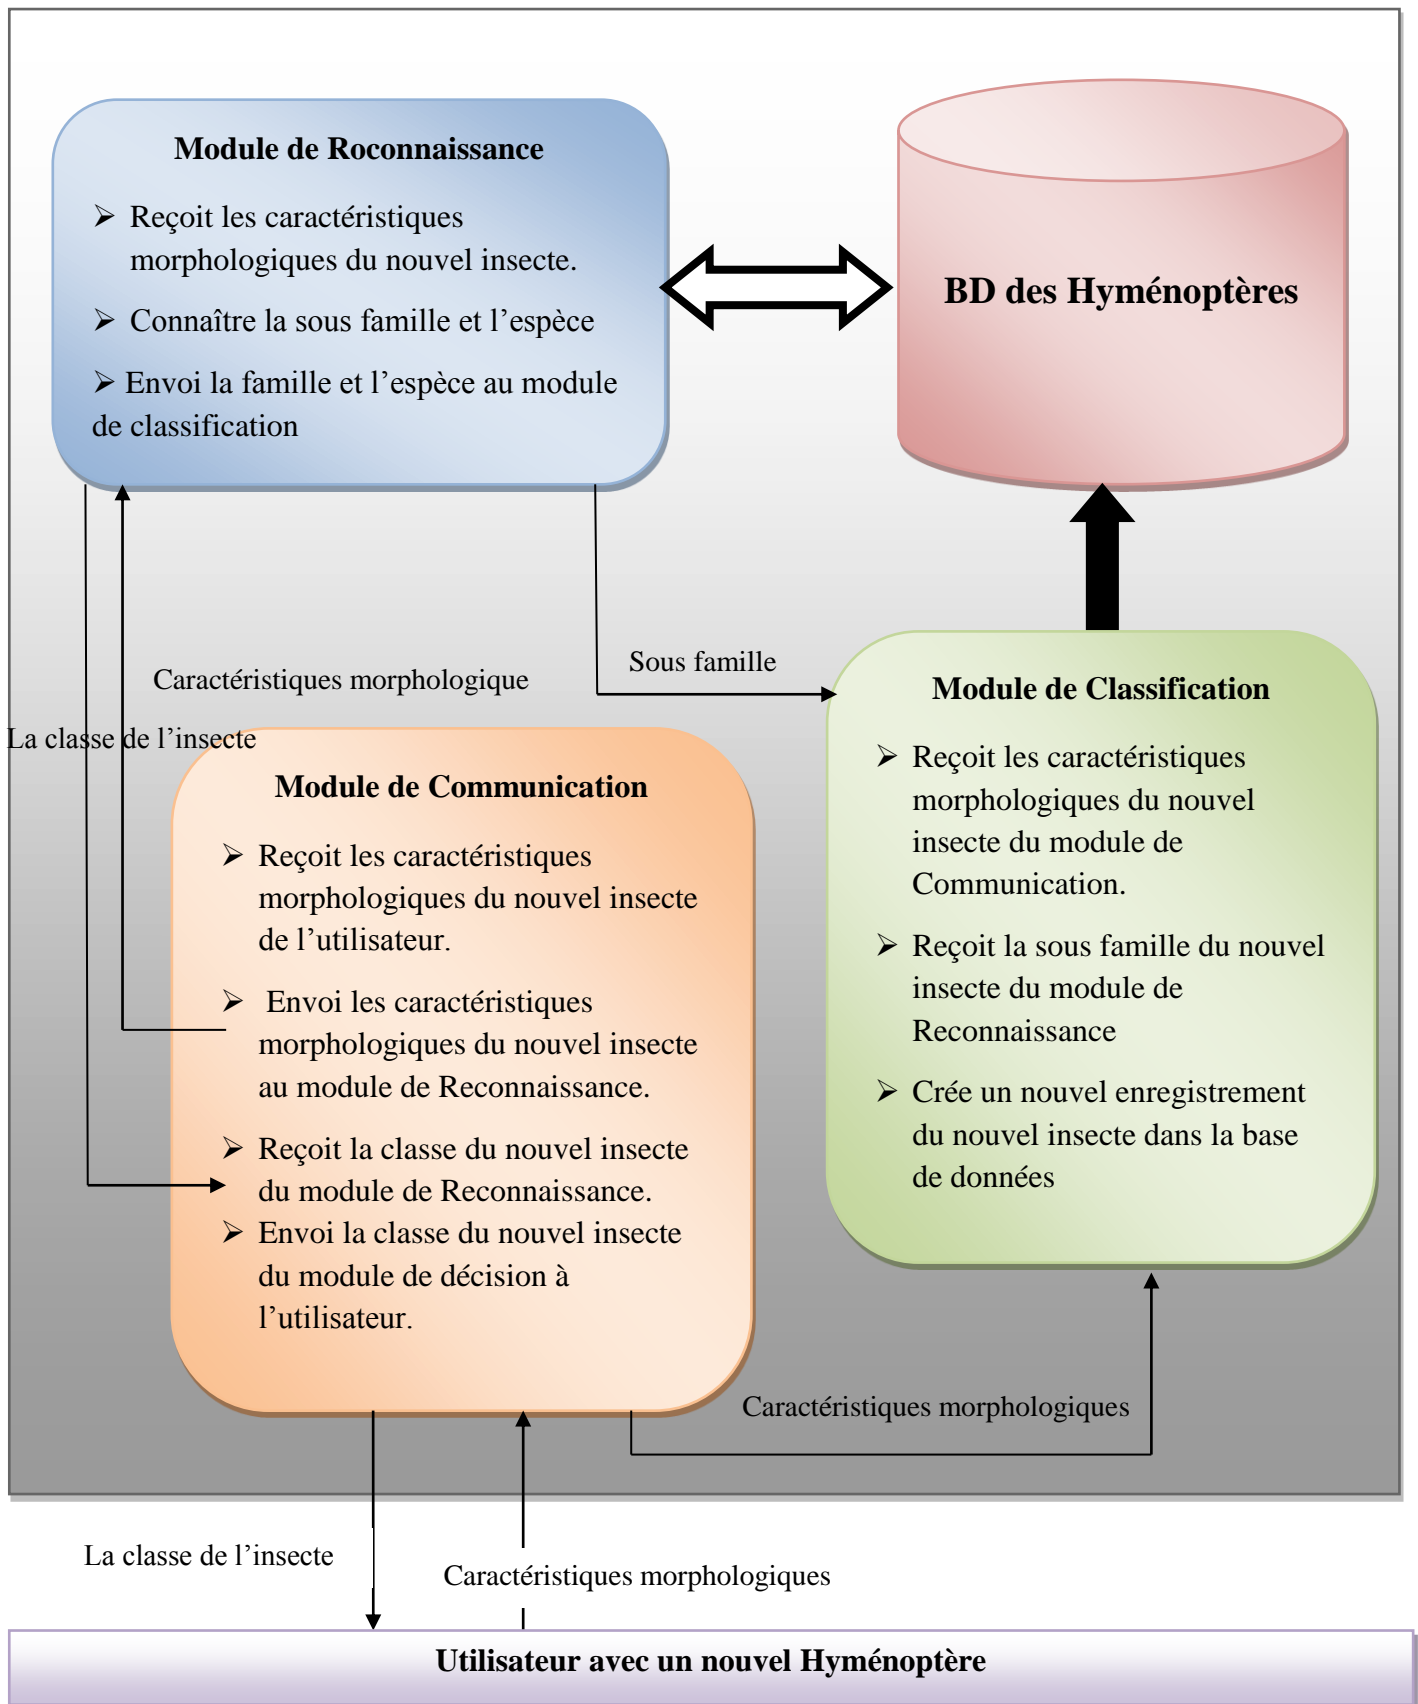 Module de Roconnaissance
➢ Reçoit les caractéristiques
morphologiques du nouvel insecte.
➢ Connaître la sous famille et l’espèce
➢ Envoi la famille et l’espèce au module
de classification
BD des Hyménoptères
Sous famille
Caractéristiques morphologique
La classe de l’insecte
Module de Classification
➢ Reçoit les caractéristiques
morphologiques du nouvel
insecte du module de
Communication.
➢ Reçoit la sous famille du nouvel
insecte du module de
Reconnaissance
➢ Crée un nouvel enregistrement
du nouvel insecte dans la base
de données
Module de Communication
➢ Reçoit les caractéristiques
morphologiques du nouvel insecte
de l’utilisateur.
➢ Envoi les caractéristiques
morphologiques du nouvel insecte
au module de Reconnaissance.
➢ Reçoit la classe du nouvel insecte
du module de Reconnaissance.
➢ Envoi la classe du nouvel insecte
du module de décision à
l’utilisateur.
Caractéristiques morphologiques
La classe de l’insecte
Caractéristiques morphologiques
Utilisateur avec un nouvel Hyménoptère